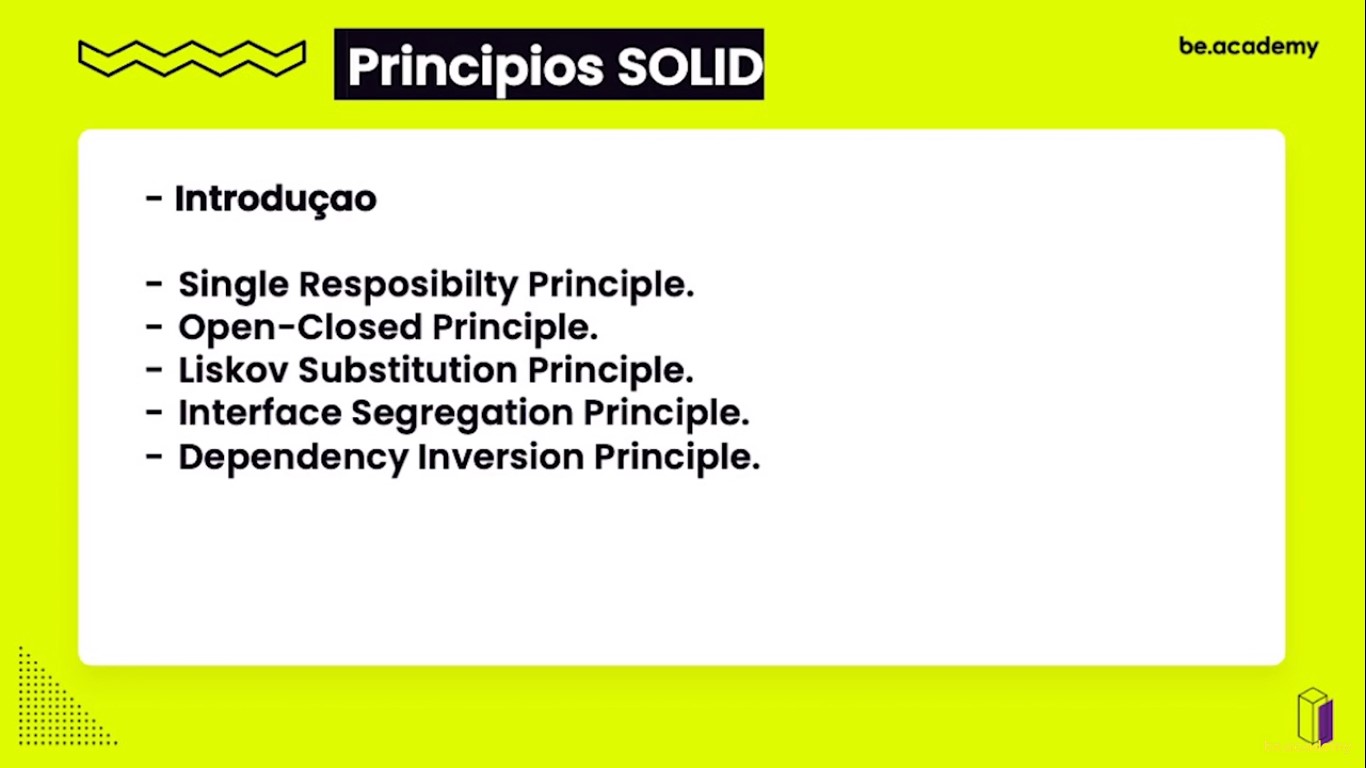 Principios SOLID
be.academy
- Introduçao
- Single Resposibilty Principle.
- Open-Closed Principle.
- Liskov Substitution Principle.
- Interface Segregation Principle.
- Dependency Inversion Principle.